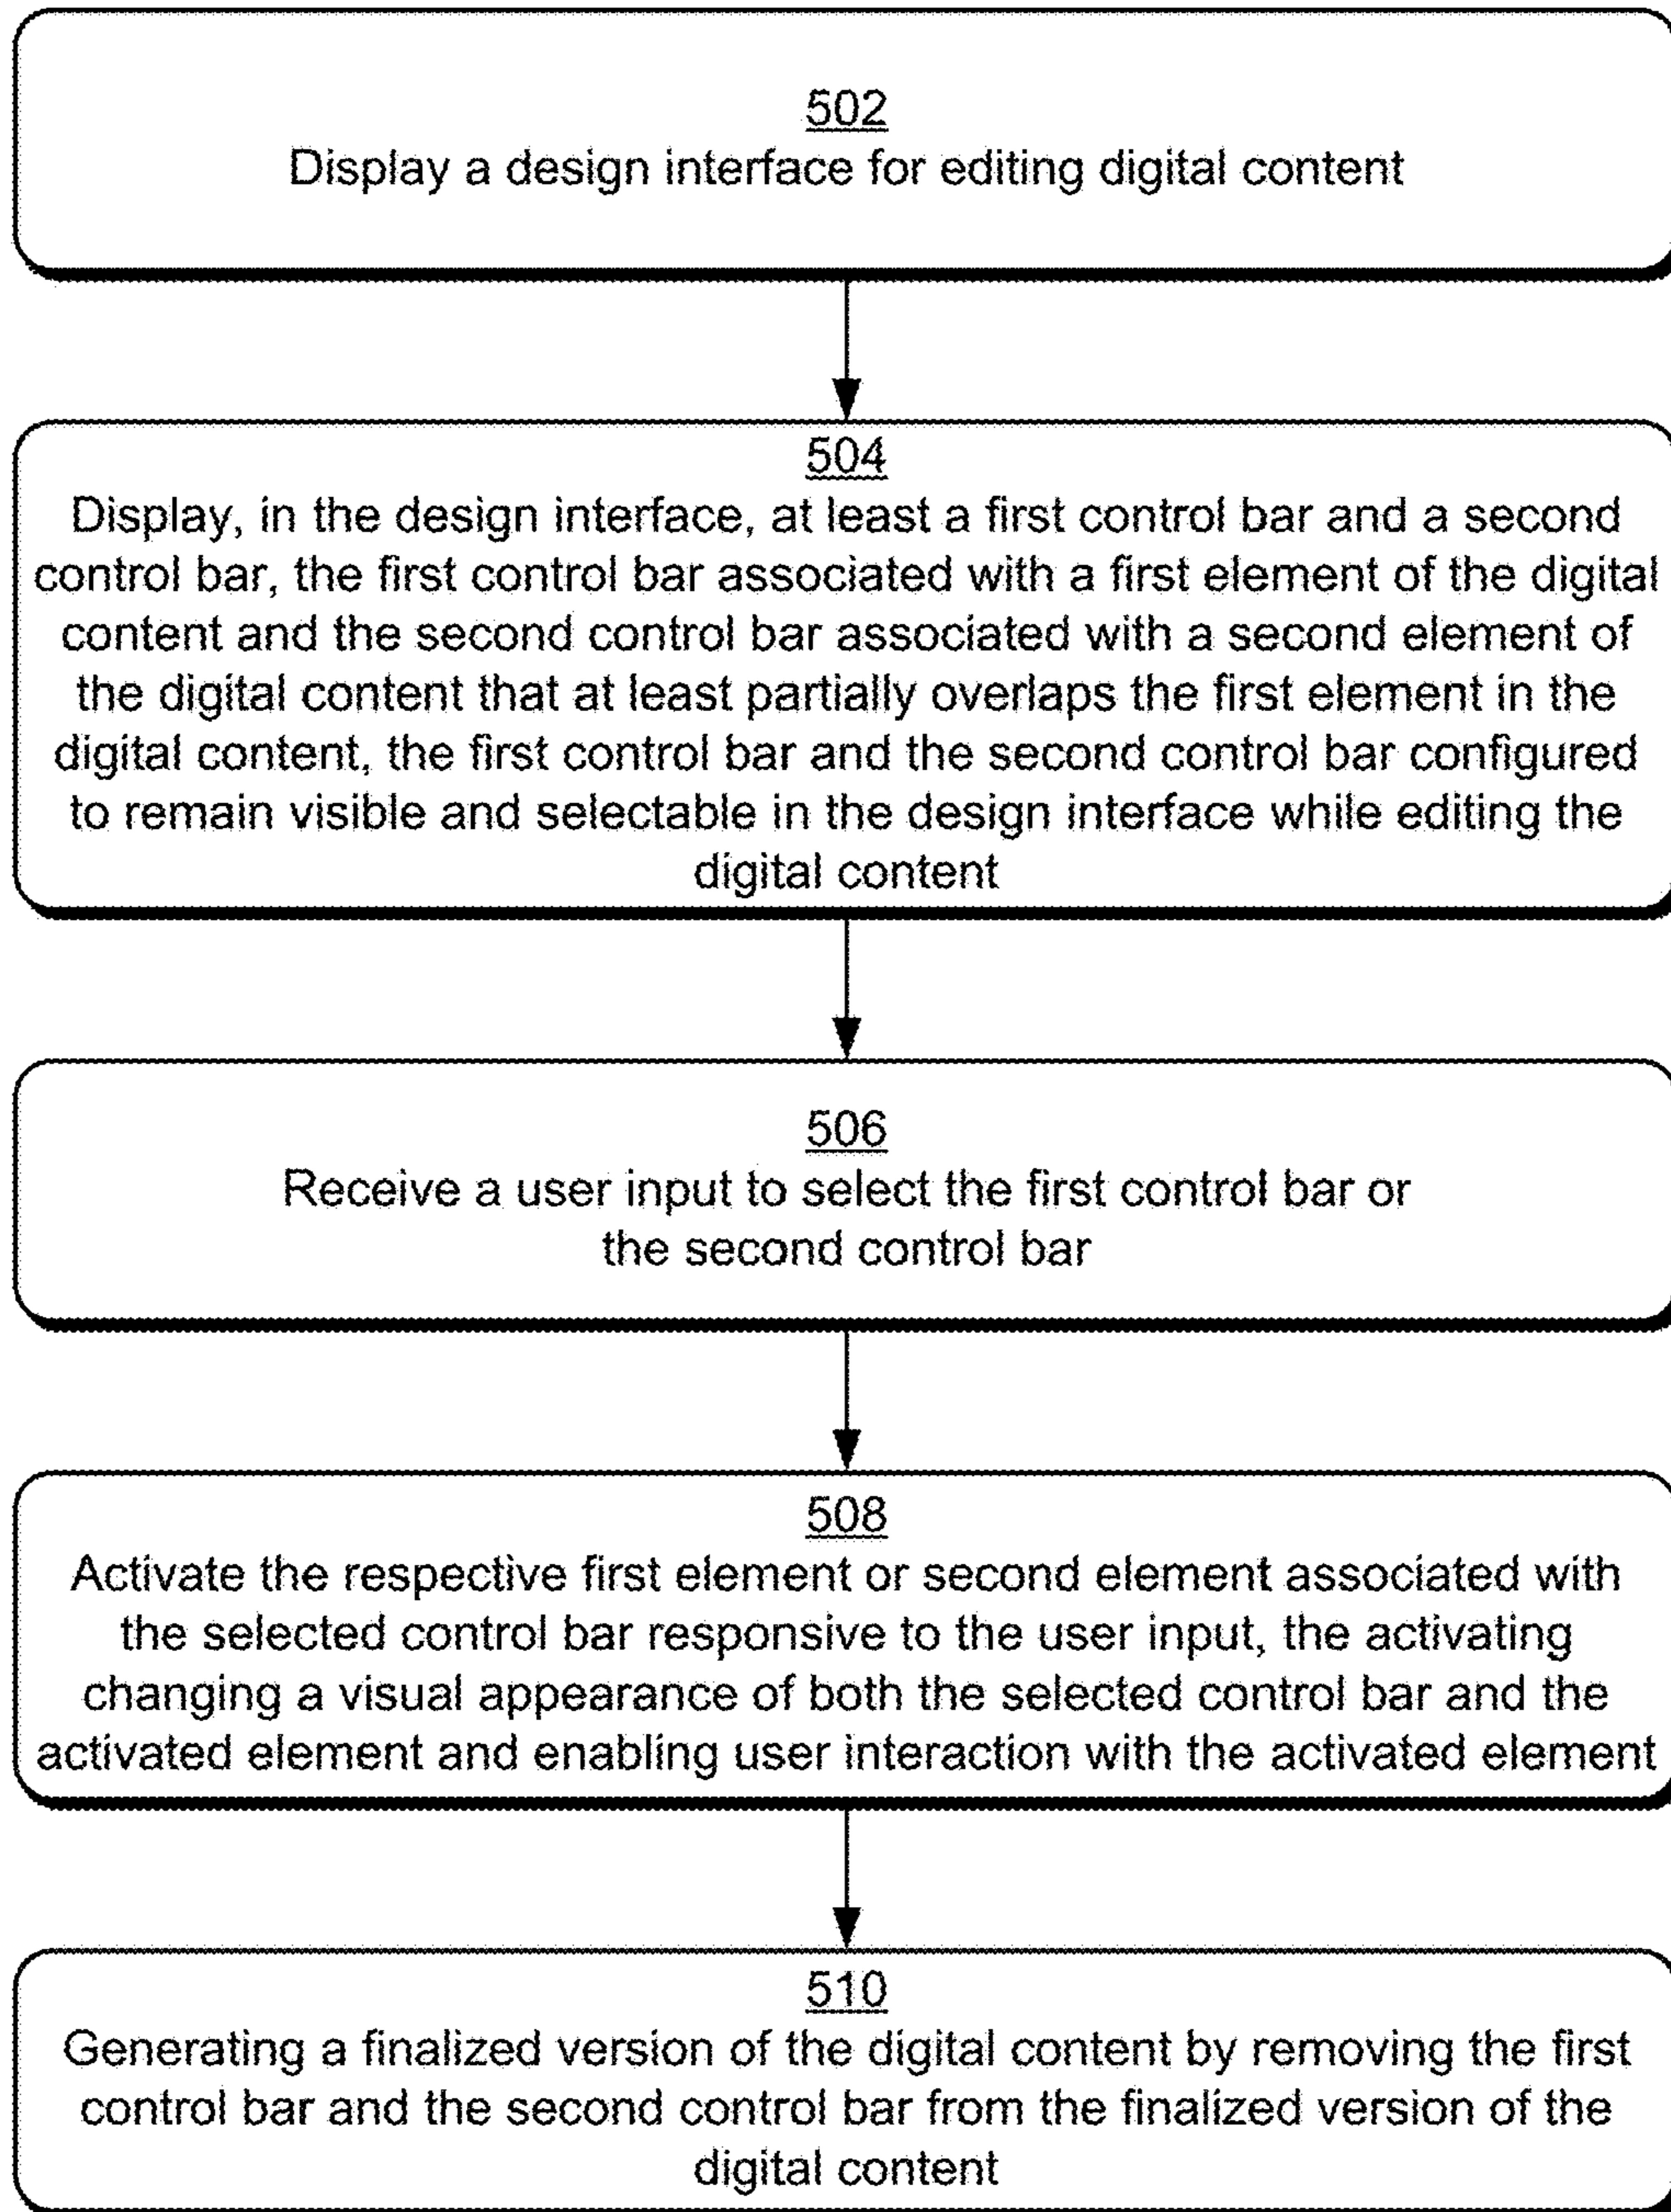 502
Display a design interface for editing digital content
504
Display, in the design interface, at least a first control bar and a second
control bar, the first control bar associated with a first element of the digital
content and the second control bar associated with a second element of
the digital content that at least partially overlaps the first element in the
digital content, the first control bar and the second control bar configured
to remain visible and selectable in the design interface while editing the
digital content
506
Receive a user input to select the first control bar or
the second control bar
508
Activate the respective first element or second element associated with
the selected control bar responsive to the user input, the activating
changing a visual appearance of both the selected control bar and the
activated element and enabling user interaction with the activated element
510
Generating a finalized version of the digital content by removing the first
control bar and the second control bar from the finalized version of the
digital content